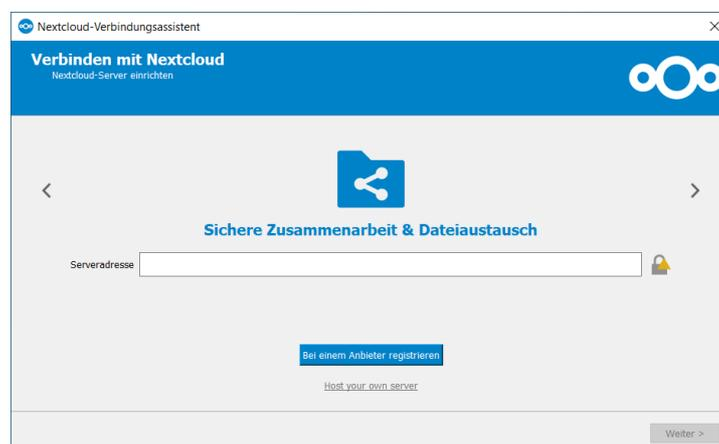 Nextcloud-Verbindungsassistent
Verbinden mit Nextcloud
Nextcloud-Server einrichten
Sichere Zusammenarbeit & Dateiaustausch
Serveradresse
Bei einem Anbieter registrieren
Host your own server
Weiter >